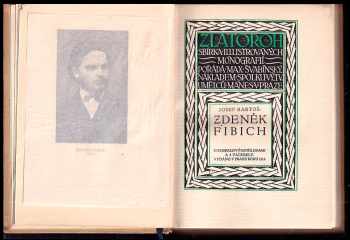 ZLATOROH
SBÍRKA ILLUSTROVANÝCH
MONOGRAFIÍ
POŘÁDÁ MAX ŠVABINSKÝ
NÁKLADEM SPOLKU VÝTV.
UMĚLCŮ MÁNES V PRAZE
JOSEF BARTOŠ
ZDENĚK
FIBICH